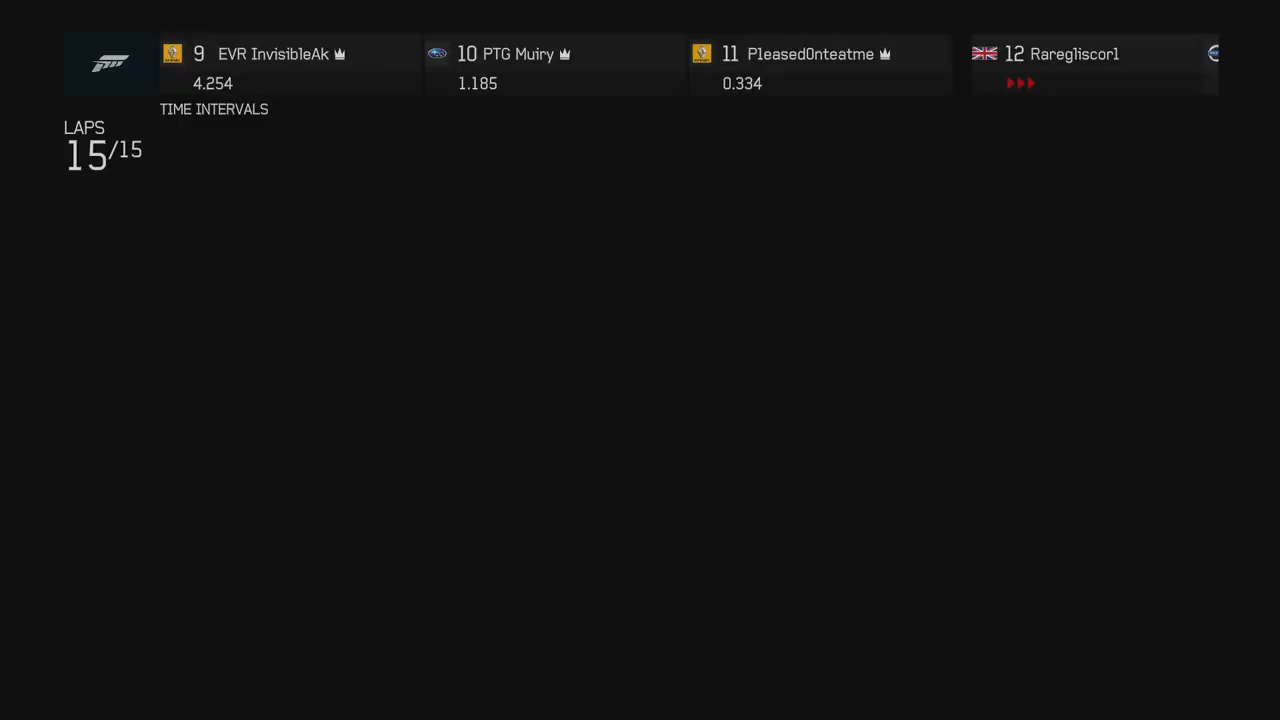 9 EVR InvisibleAk
4.254
10 PTG Muiry
1.185
11 Pleased0nteatme
0.334
12 Raregliscorl
TIME INTERVALS
LAPS
15/15